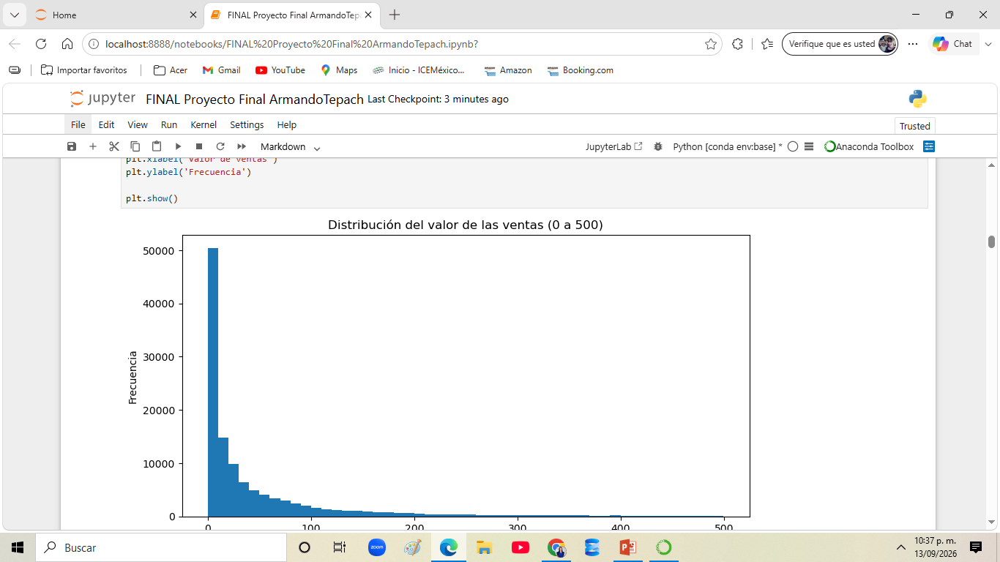 Home
FINAL Proyecto Final ArmandoTepa
localhost:8888/notebooks/FINAL%20Proyecto%20Final%20ArmandoTepach.ipynb?
Verifique que es usted
Chat
Importar favoritos
Acer
Gmail
YouTube
Maps
Inicio - ICEMéxico...
Amazon
Booking.com
jupyter
FINAL Proyecto Final ArmandoTepach Last Checkpoint: 3 minutes ago
File Edit View Run Kernel Settings Help
Trusted
Markdown
JupyterLab
Python [conda env:base] *
Anaconda Toolbox
plt.xlabel('Valor de ventas')
plt.ylabel('Frecuencia')
plt.show()
Distribución del valor de las ventas (0 a 500)
50000
40000
30000
20000
10000
0
Frecuencia
0 100 200 300 400 500
Buscar
zoom
10:37 p. m.
13/09/2026